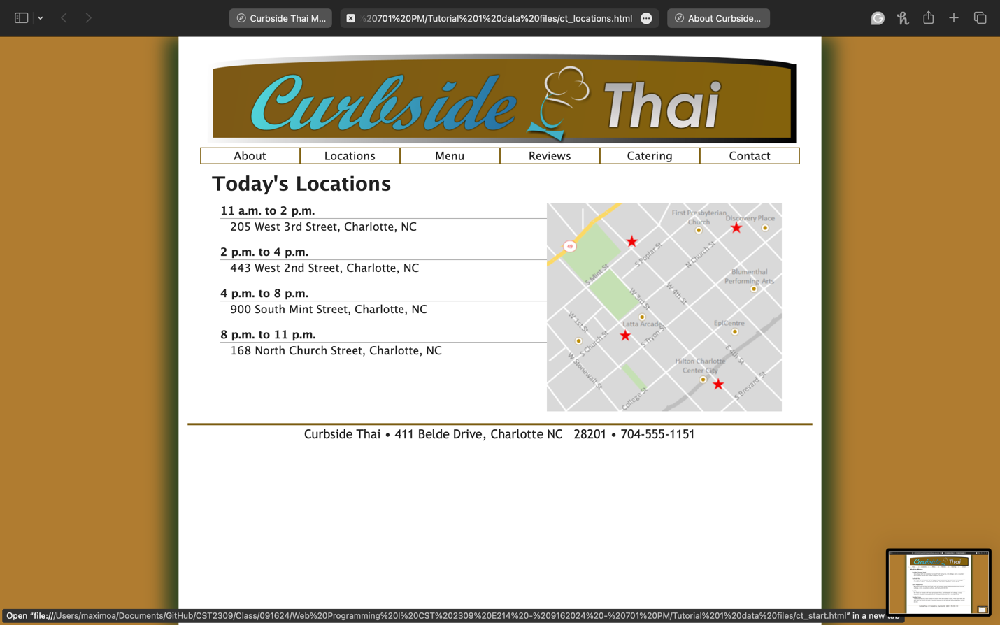 Curbside Thai M...
%20701%20PM/Tutorial%201%20data%20files/ct_locations.html
About Curbside...
Curbside Thai
About
Locations
Menu
Reviews
Catering
Contact
Today's Locations
11 a.m. to 2 p.m.
205 West 3rd Street, Charlotte, NC
2 p.m. to 4 p.m.
443 West 2nd Street, Charlotte, NC
4 p.m. to 8 p.m.
900 South Mint Street, Charlotte, NC
8 p.m. to 11 p.m.
168 North Church Street, Charlotte, NC
First Presbyterian
Church
Discovery Place
49
S Poplar St
N Church St
S Mint St
Blumenthal
Performing Arts
W 3rd St
W 4th St
W 1st St
Latta Arcade
S Church St
S Tryon St
EpiCentre
W Stonewall St
E 4th St
Hilton Charlotte
Center City
College St
S Brevard St
Curbside Thai • 411 Belde Drive, Charlotte NC 28201 • 704-555-1151
Curbside Thai
Open "file:///Users/maximoa/Documents/GitHub/CST2309/Class/091624/Web%20Programming%20I%20CST%202309%20E214%20-%209162024%20-%20701%20PM/Tutorial%201%20data%20files/ct_start.html" in a new tab